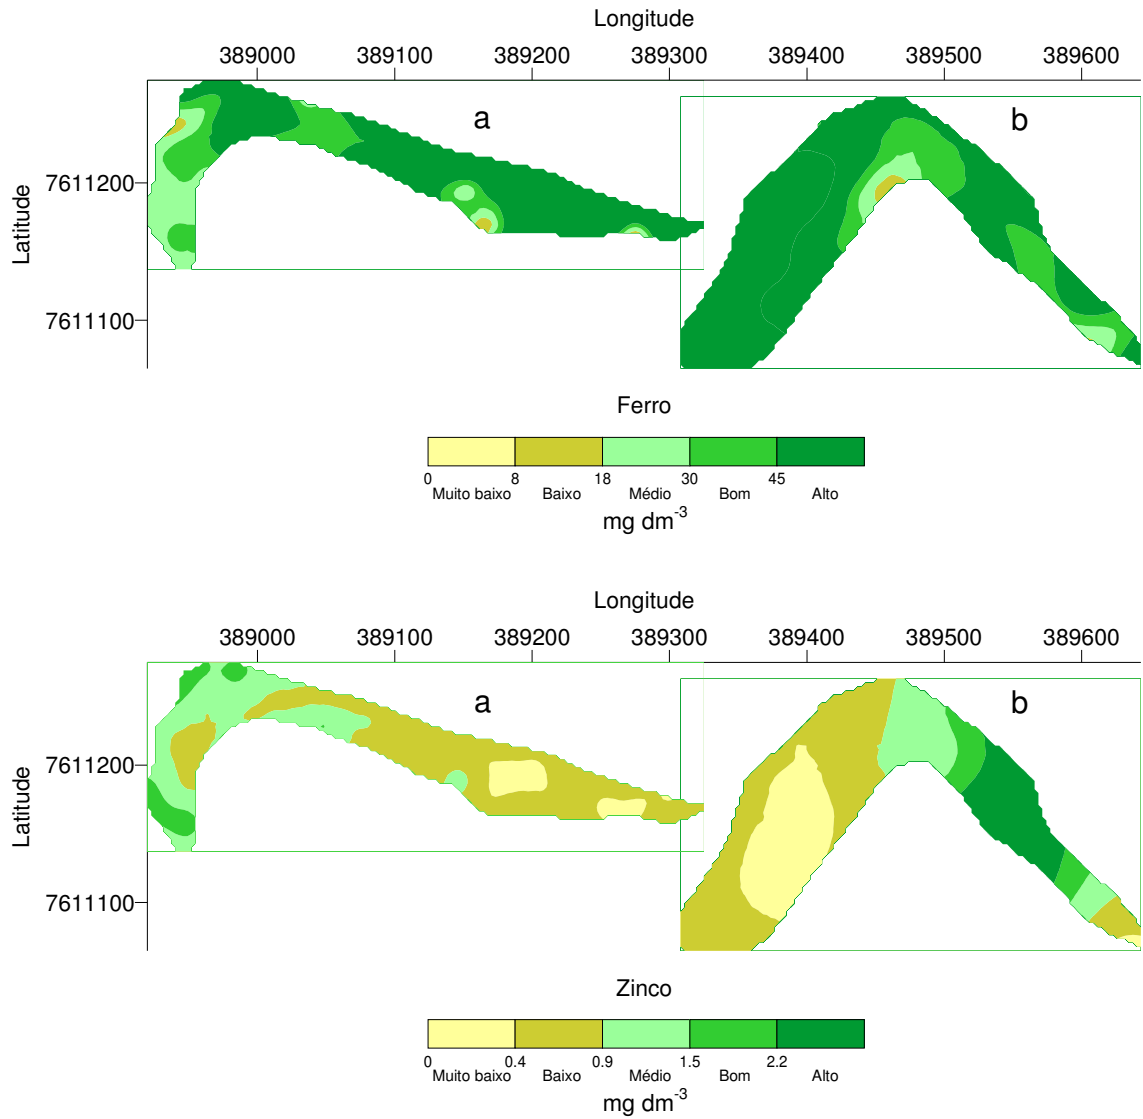 Longitude
389000 389100 389200 389300 389400 389500 389600
a b
Latitude
7611200
7611100
Ferro
0 8 18 30 45
Muito baixo Baixo Médio Bom Alto
mg dm-3
Longitude
389000 389100 389200 389300 389400 389500 389600
a b
Latitude
7611200
7611100
Zinco
0 0.4 0.9 1.5 2.2
Muito baixo Baixo Médio Bom Alto
mg dm-3